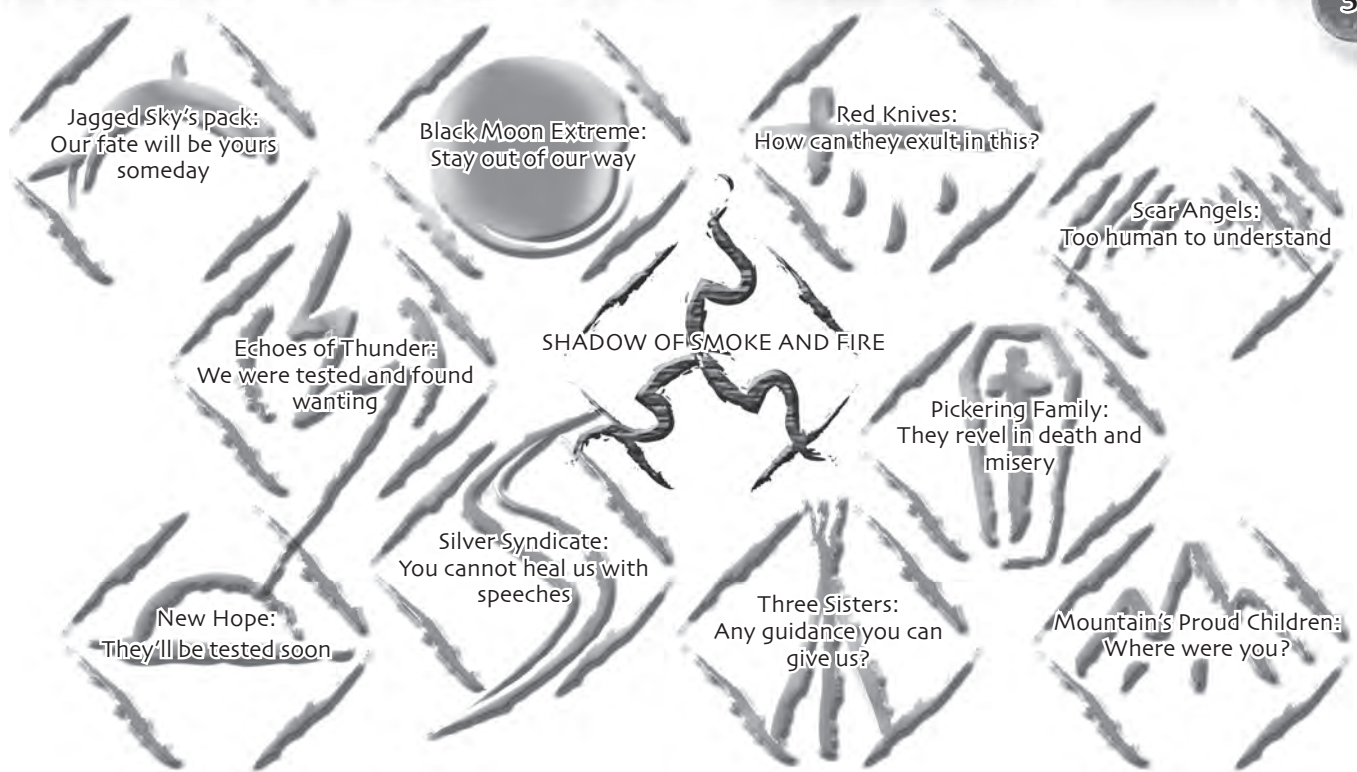 Jagged Sky's pack:
Our fate will be yours
someday
Black Moon Extreme:
Stay out of our way
Red Knives:
How can they exult in this?
Scar Angels:
Too human to understand
Echoes of Thunder:
We were tested and found
wanting
SHADOW OF SMOKE AND FIRE
Pickering Family:
They revel in death and
misery
New Hope:
They'll be tested soon
Silver Syndicate:
You cannot heal us with
speeches
Three Sisters:
Any guidance you can
give us?
Mountain's Proud Children:
Where were you?